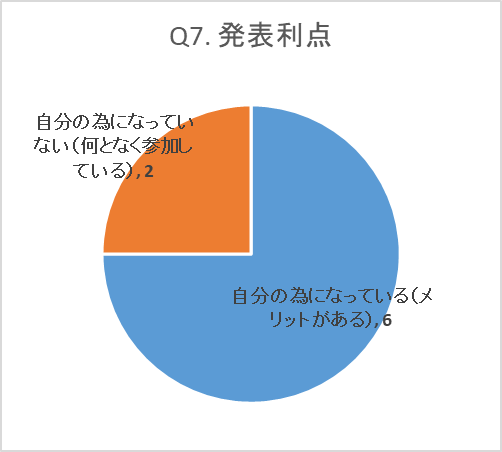 Q7. 発表利点
自分の為になってい
ない（何となく参加し
ている）, 2
自分の為になっている（メ
リットがある）, 6